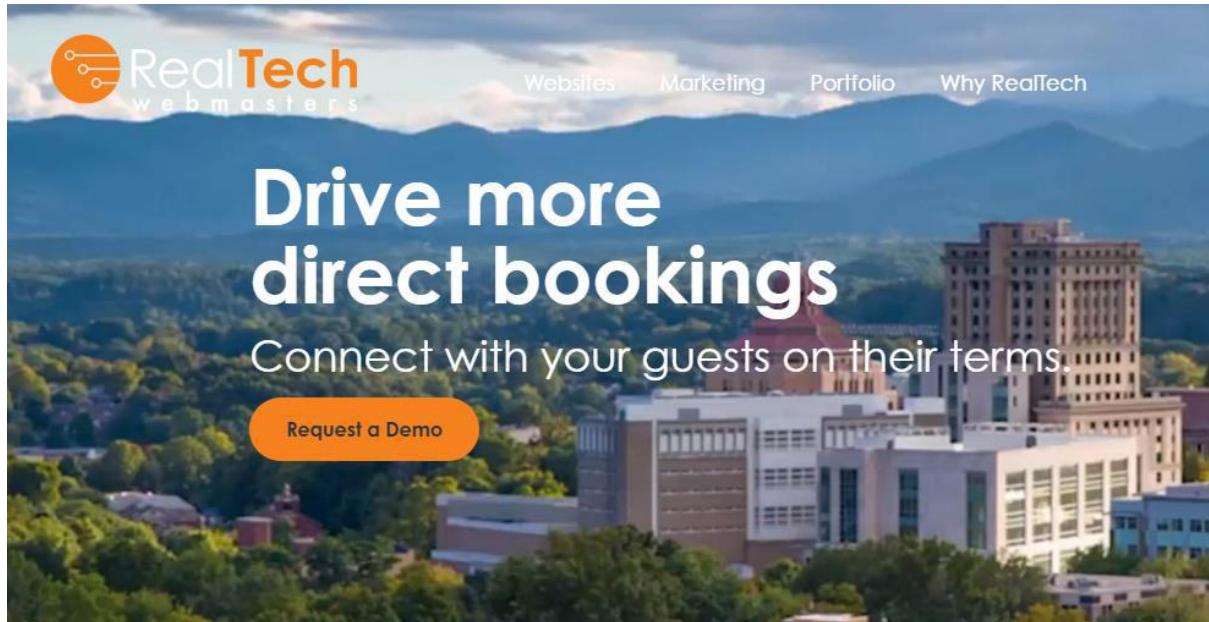 RealTech
webmasters
Websites Marketing Portfolio Why RealTech
Drive more
direct bookings
Connect with your guests on their terms.
Request a Demo